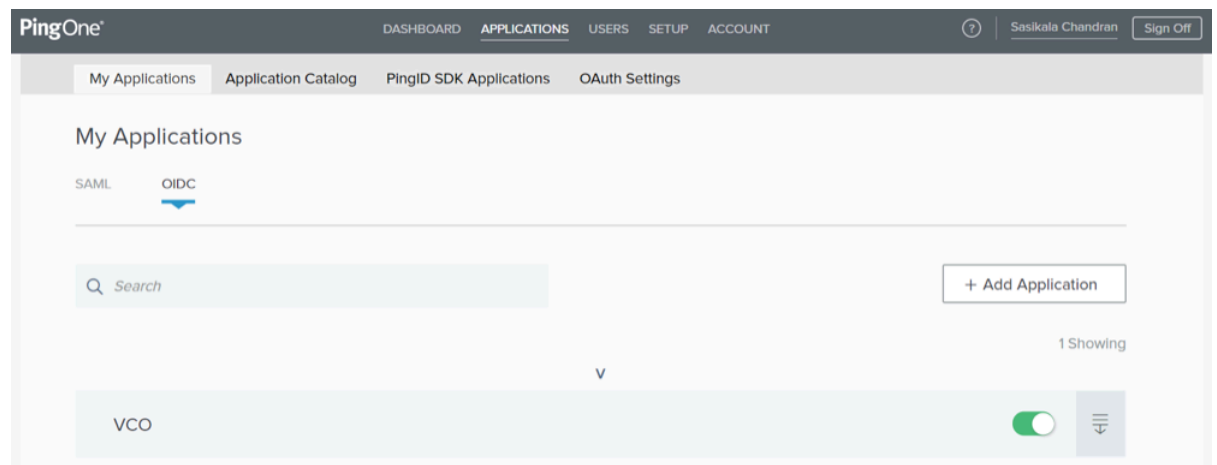 PingOne® DASHBOARD APPLICATIONS USERS SETUP ACCOUNT ? Sasikala Chandran Sign Off
My Applications Application Catalog PingID SDK Applications OAuth Settings
My Applications
SAML OIDC
Search + Add Application
1 Showing
V
VCO